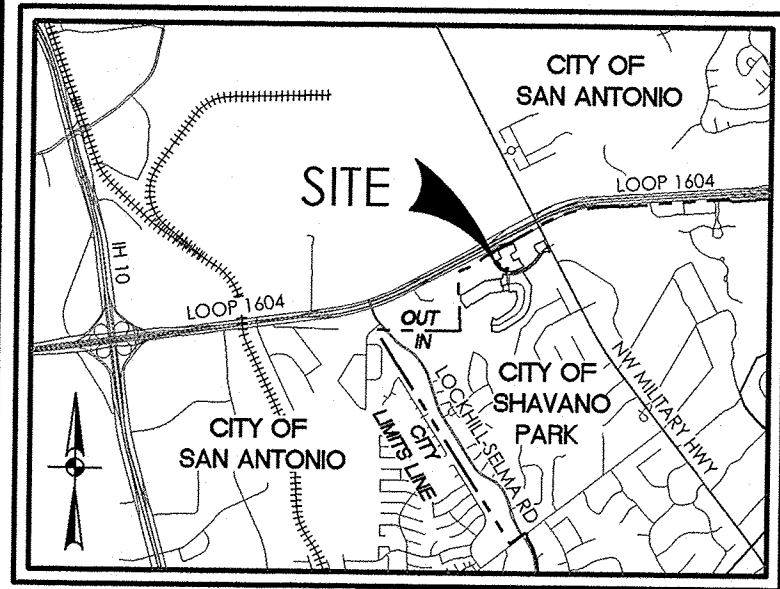 CITY OF
SAN ANTONIO
SITE
LOOP 1604
IH 10
LOOP 1604
OUT
IN
CITY OF
SHAVANO
PARK
NW MILITARY HWY
LOCKHILL-SELMA RD
CITY
LIMITS LINE
CITY OF
SAN ANTONIO